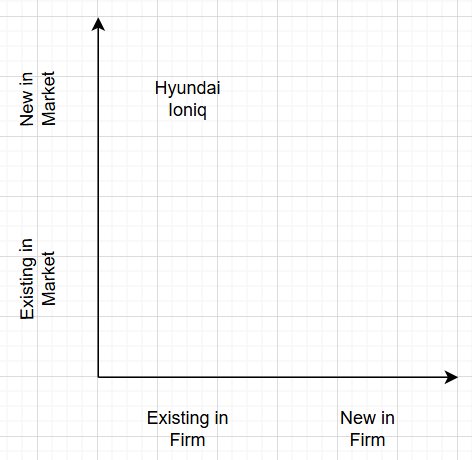 New in
Market
Hyundai
Ioniq
Existing in
Market
Existing in
Firm
New in
Firm